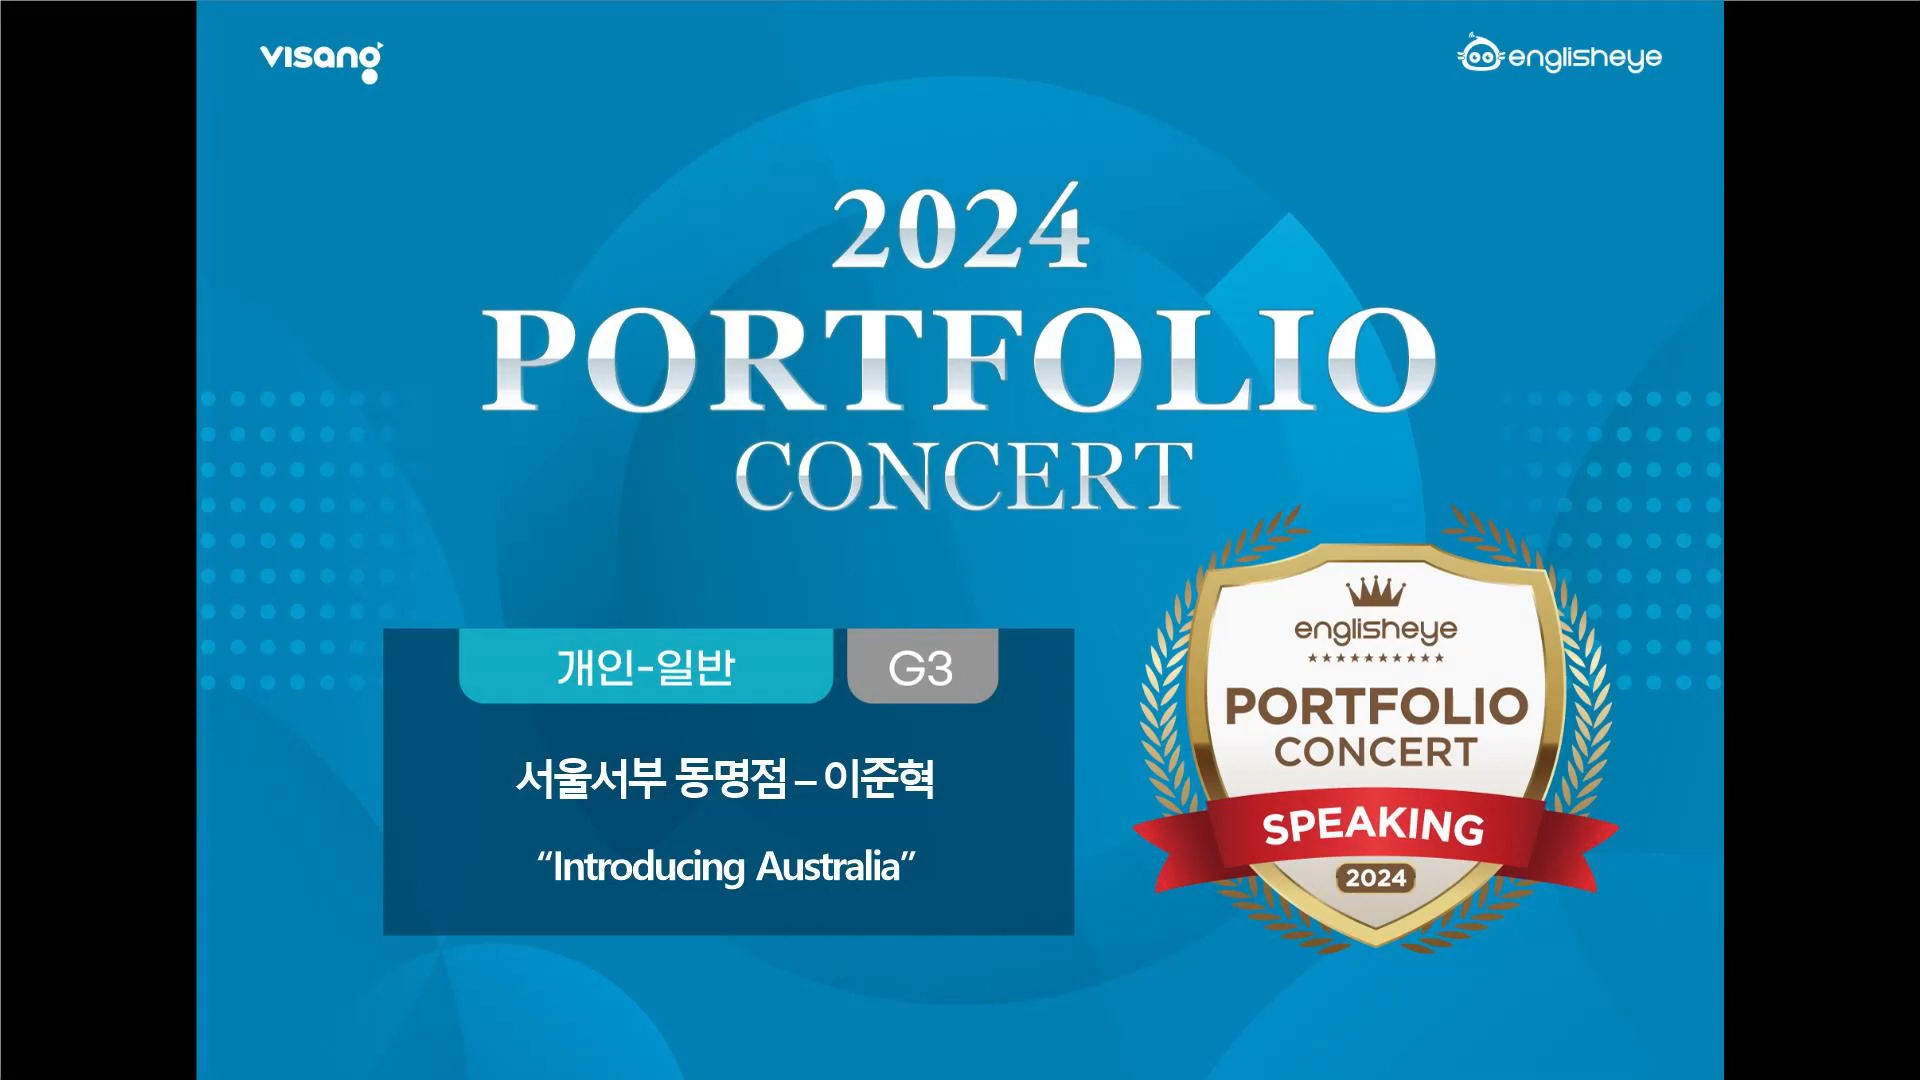 visang
englisheye
2024
PORTFOLIO
CONCERT
개인-일반
G3
서울서부 동명점 – 이준혁
“Introducing Australia”
englisheye
PORTFOLIO
CONCERT
SPEAKING
2024